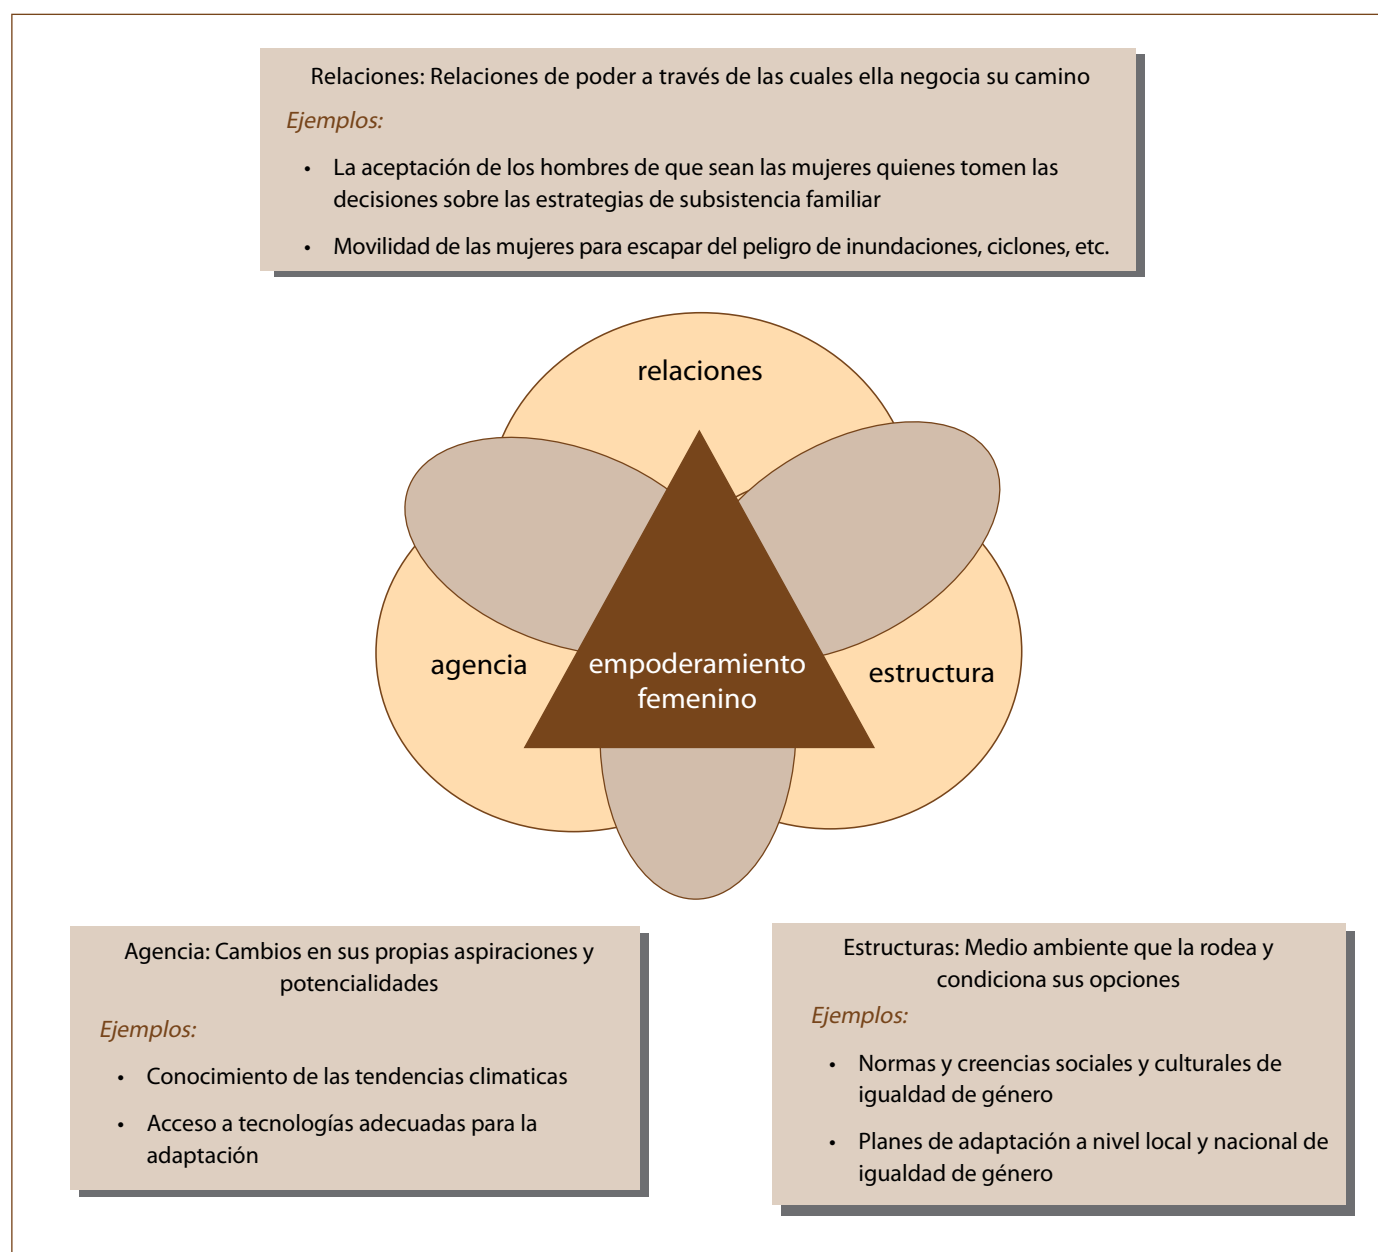 Relaciones: Relaciones de poder a través de las cuales ella negocia su camino
Ejemplos:
• La aceptación de los hombres de que sean las mujeres quienes tomen las
decisiones sobre las estrategias de subsistencia familiar
• Movilidad de las mujeres para escapar del peligro de inundaciones, ciclones, etc.
relaciones
agencia
empoderamiento
femenino
estructura
Agencia: Cambios en sus propias aspiraciones y
potencialidades
Ejemplos:
• Conocimiento de las tendencias climaticas
• Acceso a tecnologías adecuadas para la
adaptación
Estructuras: Medio ambiente que la rodea y
condiciona sus opciones
Ejemplos:
• Normas y creencias sociales y culturales de
igualdad de género
• Planes de adaptación a nivel local y nacional de
igualdad de género